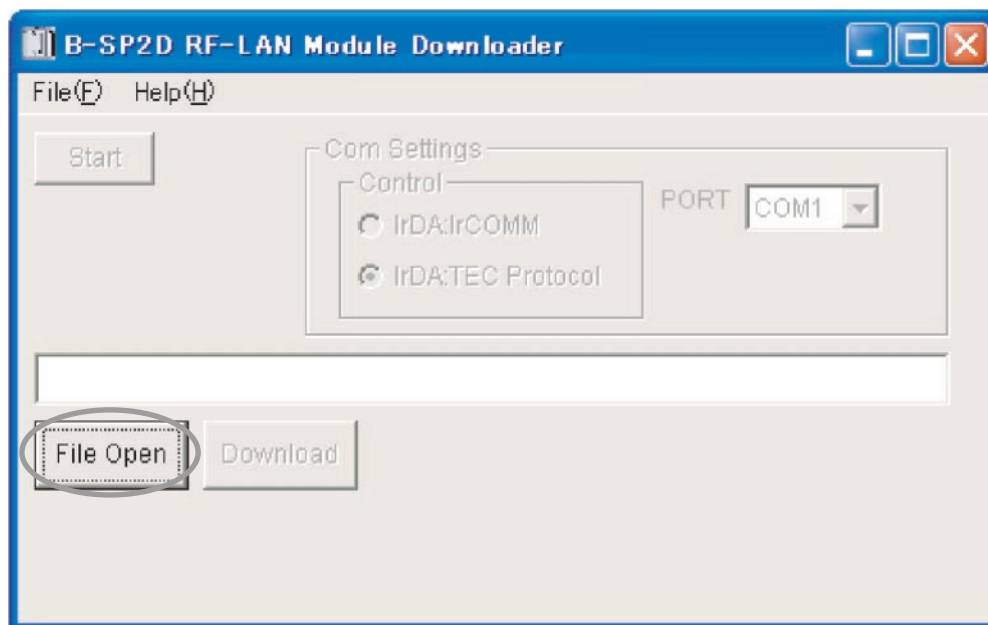 B-SP2D RF-LAN Module Downloader
File(F) Help(H)
Start
Com Settings
Control
IrDA:IrCOMM
IrDA:TEC Protocol
PORT COM1
File Open Download